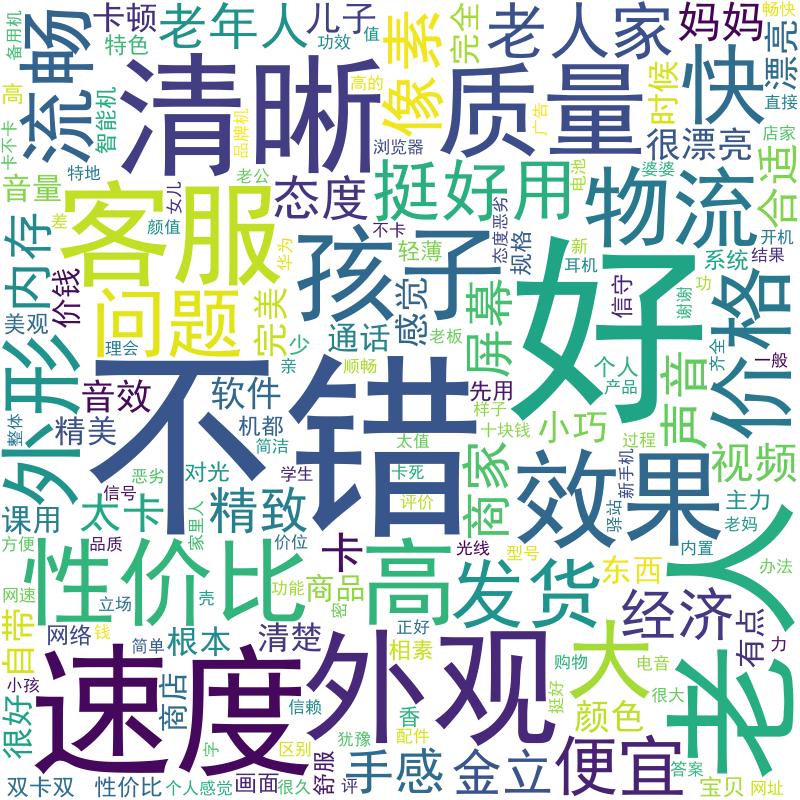 备用机
卡顿
老年人
儿子
功效
值
特色
像素
完全
老人家
妈妈
畅快
漂亮
直接
流畅
智能机
清晰
高的
品牌机
浏览器
质量
广告
时候
快
很漂亮
店家
高
卡不卡
音量
特地
老公
女儿
颜值
差
客服
态度
挺好用
态度恶劣
电池
婆婆
物流
合适
开机
内存
价钱
美观
问题
理会
完美
华为
孩子
不卡
轻薄
感觉
规格
屏幕
耳机
新
信守
系统
结果
功
谢谢
价格
外形
整体
少
亲
通话
顺畅
老板
好
个人
产品
齐全
一般
声音
音效
精美
软件
机都
简洁
不错
先用
样子
十块钱
小巧
过程
太值
商家
效果
新手机
视频
课用
恶劣
信号
对光
学生
卡死
评价
太卡
精致
家里人
驿站
主力
老妈
老人
方便
品质
价位
卡
高
光线
型号
内置
办法
性价比
网速
立场
壳
功能
商品
密
发货
东西
经济
有点
力
自带
网络
钱
简单
根本
清楚
正好
相素
外观
大
购物
电音
很大
挺好
颜色
小孩
很好
速度
商店
字
信赖
区别
香
犹豫
配件
舒服
答案
双卡双
性价比
个人感觉
画面
很久
评
手感
金立
便宜
宝贝
网址